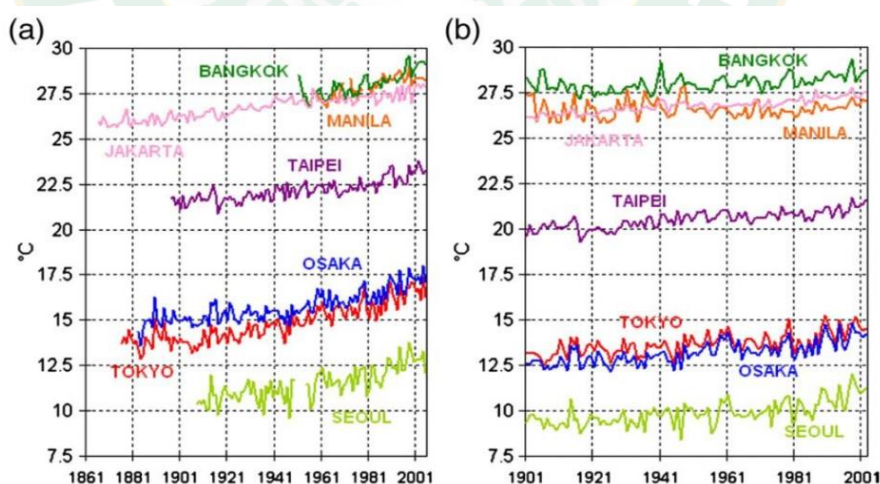 (a)
30
27.5
25
22.5
20
°C
17.5
15
12.5
10
7.5
1861 1881 1901 1921 1941 1961 1981 2001
BANGKOK
MANILA
JAKARTA
TAIPEI
OSAKA
TOKYO
SEOUL
(b)
30
27.5
25
22.5
20
°C
17.5
15
12.5
10
7.5
1901 1921 1941 1961 1981 2001
BANGKOK
JAKARTA
MANILA
TAIPEI
TOKYO
OSAKA
SEOUL